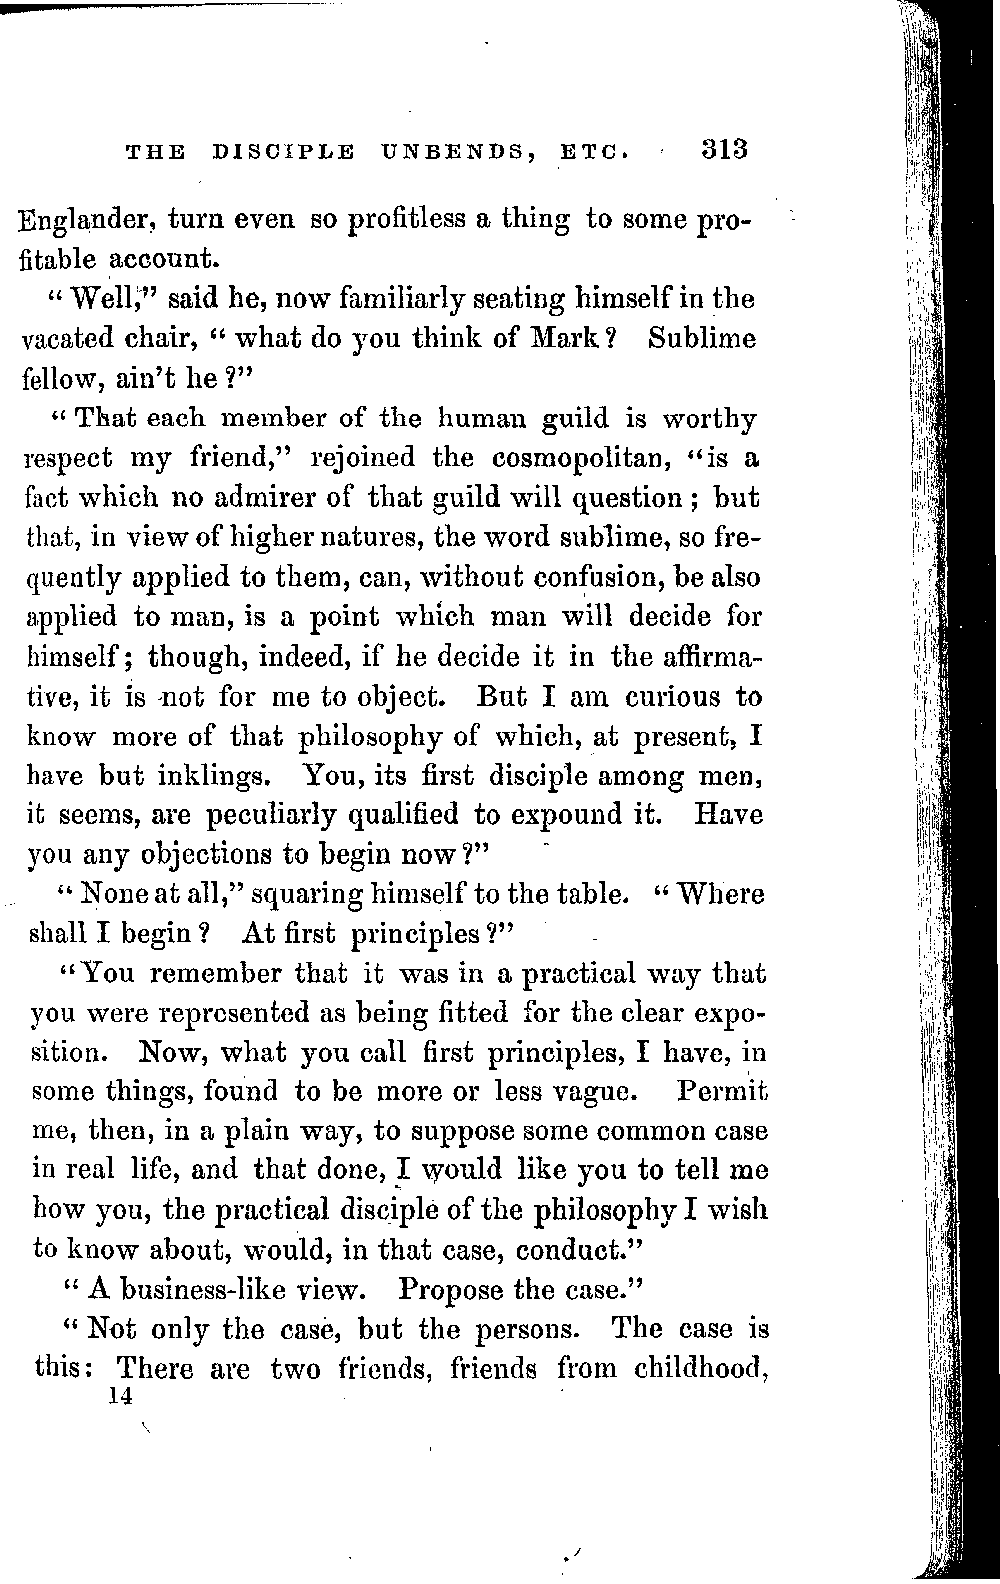 THE DISCIPLE UNBENDS, ETC. 313
Englander, turn even so profitless a thing to some pro-
fitable account.
"Well," said he, now familiarly seating himself in the
vacated chair, "what do you think of Mark? Sublime
fellow, ain't he?"
"That each member of the human guild is worthy
respect my friend," rejoined the cosmopolitan, "is a
fact which no admirer of that guild will question; but
that, in view of higher natures, the word sublime, so fre-
quently applied to them, can, without confusion, be also
applied to man, is a point which man will decide for
himself; though, indeed, if he decide it in the affirma-
tive, it is not for me to object. But I am curious to
know more of that philosophy of which, at present, I
have but inklings. You, its first disciple among men,
it seems, are peculiarly qualified to expound it. Have
you any objections to begin now?"
"None at all," squaring himself to the table. "Where
shall I begin? At first principles?"
"You remember that it was in a practical way that
you were represented as being fitted for the clear expo-
sition. Now, what you call first principles, I have, in
some things, found to be more or less vague. Permit
me, then, in a plain way, to suppose some common case
in real life, and that done, I would like you to tell me
how you, the practical disciple of the philosophy I wish
to know about, would, in that case, conduct."
"A business-like view. Propose the case."
"Not only the case, but the persons. The case is
this: There are two friends, friends from childhood,
14